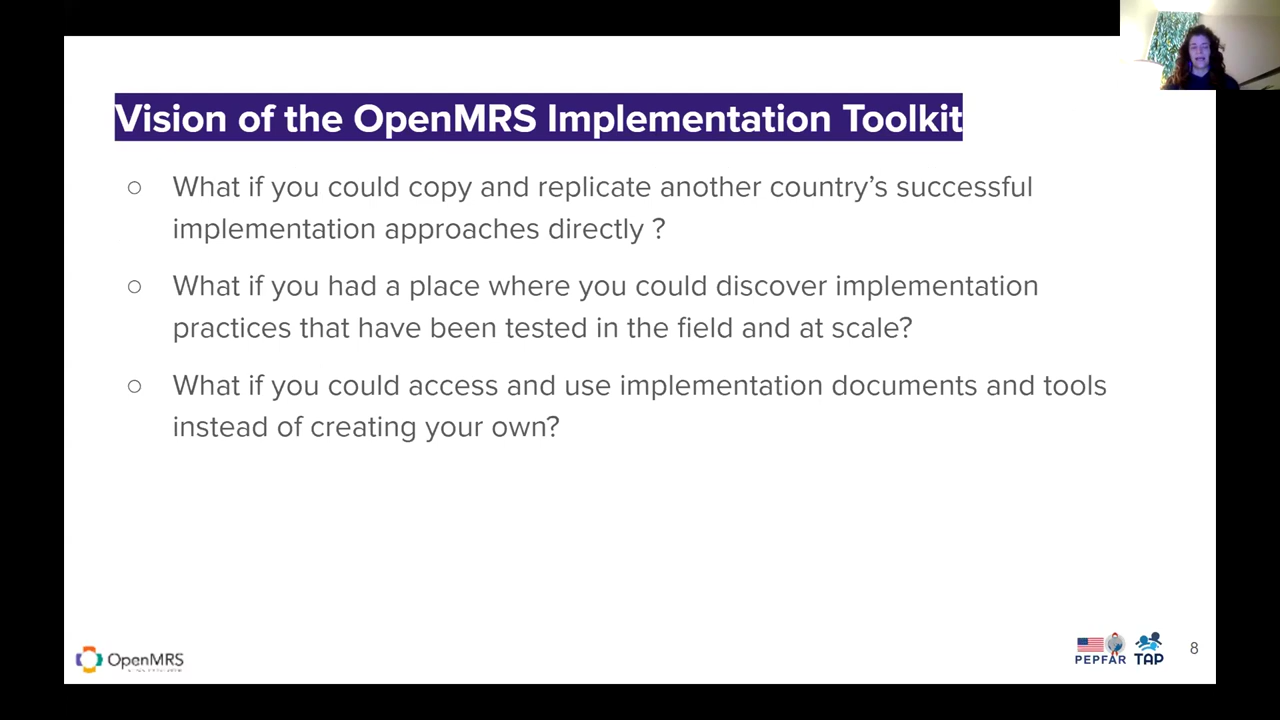 Vision of the OpenMRS Implementation Toolkit
○ What if you could copy and replicate another country’s successful
implementation approaches directly ?
○ What if you had a place where you could discover implementation
practices that have been tested in the field and at scale?
○ What if you could access and use implementation documents and tools
instead of creating your own?
OpenMRS
PEPFAR TAP 8